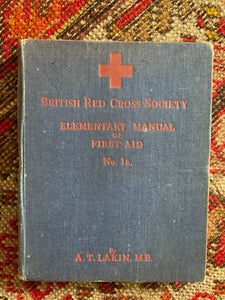 BRITISH RED CROSS SOCIETY
ELEMENTARY MANUAL
OF
FIRST AID
No. 1A.
By
A. T. LAKIN, M.B.